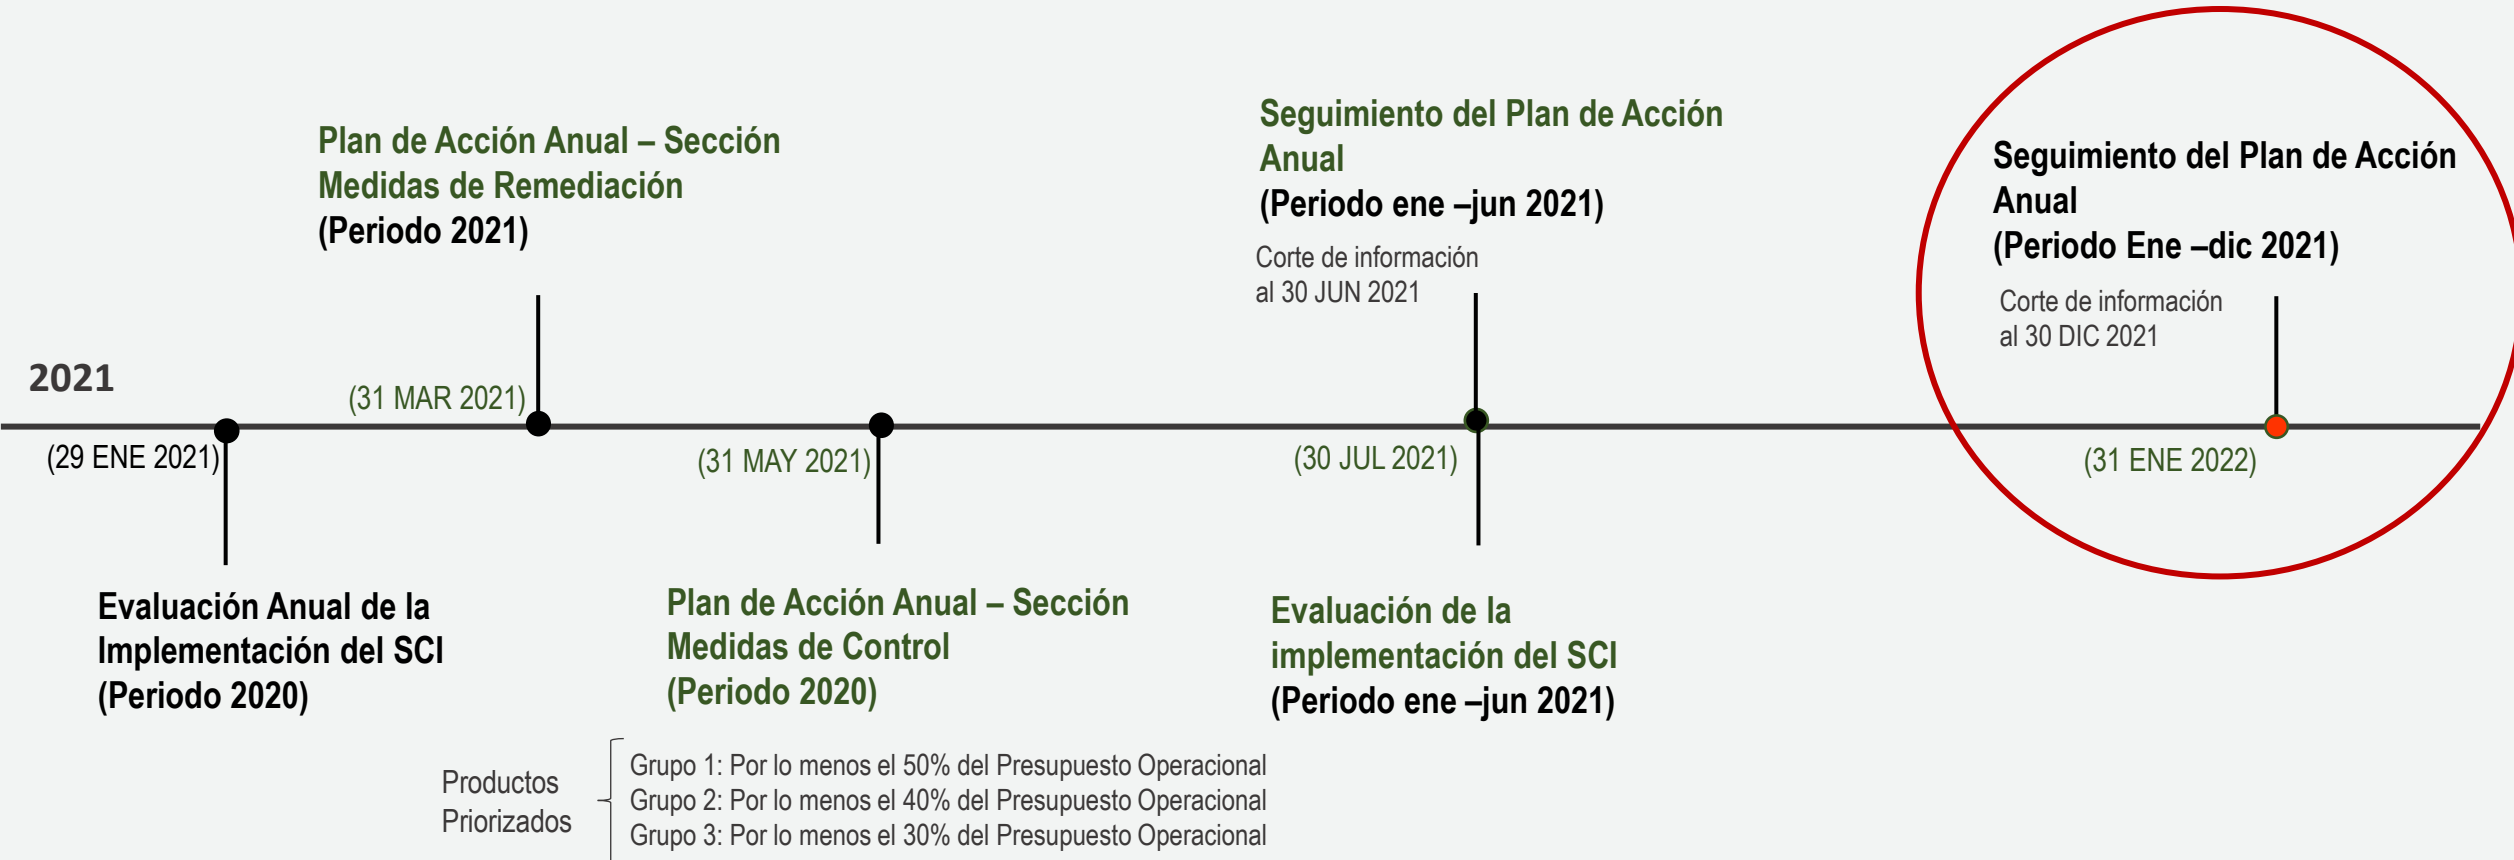 Plan de Acción Anual – Sección
Medidas de Remediación
(Periodo 2021)
Seguimiento del Plan de Acción
Anual
(Periodo ene –jun 2021)
Corte de información
al 30 JUN 2021
Seguimiento del Plan de Acción
Anual
(Periodo Ene –dic 2021)
Corte de información
al 30 DIC 2021
2021
(31 MAR 2021)
(29 ENE 2021)
(31 MAY 2021)
(30 JUL 2021)
(31 ENE 2022)
Evaluación Anual de la
Implementación del SCI
(Periodo 2020)
Plan de Acción Anual – Sección
Medidas de Control
(Periodo 2020)
Evaluación de la
implementación del SCI
(Periodo ene –jun 2021)
Productos
Priorizados
Grupo 1: Por lo menos el 50% del Presupuesto Operacional
Grupo 2: Por lo menos el 40% del Presupuesto Operacional
Grupo 3: Por lo menos el 30% del Presupuesto Operacional